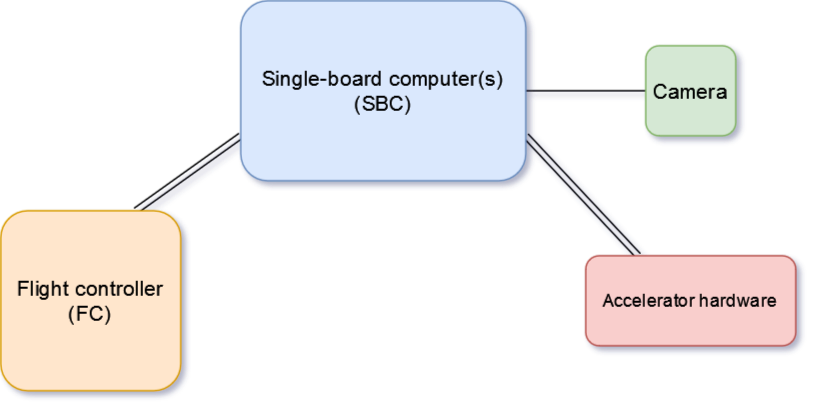 Single-board computer(s)
(SBC)
Camera
Flight controller
(FC)
Accelerator hardware